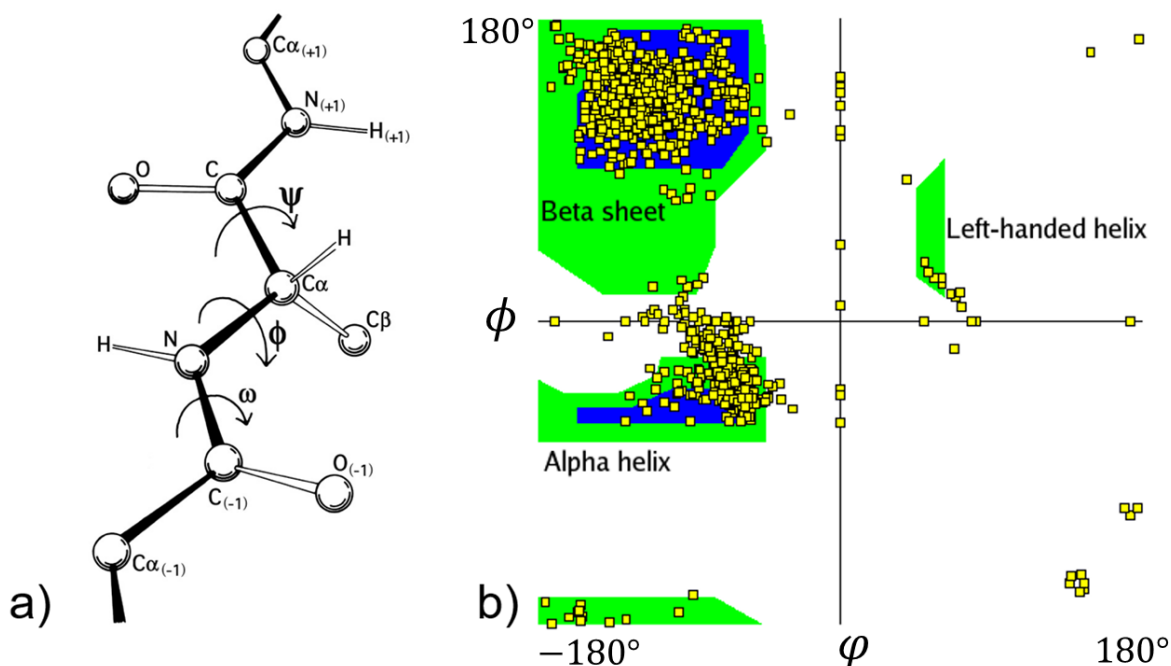 Cα(+1)
N(+1)
H(+1)
O
C
ψ
H
Cα
Cβ
N
ϕ
H
ω
O(-1)
C(-1)
Cα(-1)
a)
180°
Beta sheet
Left-handed helix
ϕ
Alpha helix
b)
−180°
φ
180°